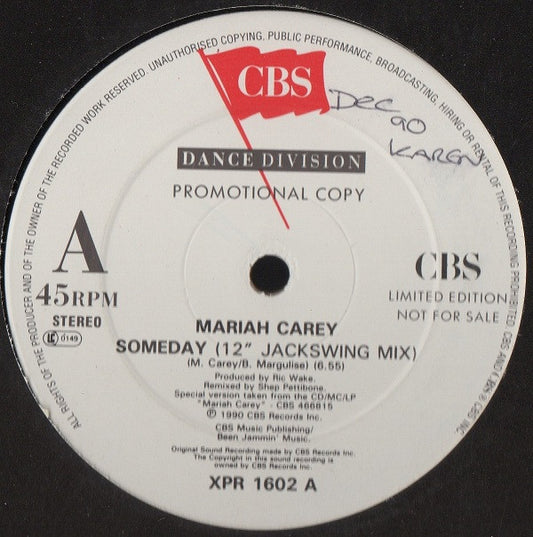 ALL RIGHTS OF THE PRODUCER AND OF THE OWNER OF THE RECORDED WORK RESERVED. UNAUTHORISED COPYING, PUBLIC PERFORMANCE, BROADCASTING, HIRING OR RENTAL OF THIS RECORDING PROHIBITED. CBS AND ARE ® CBS INC.
CBS
Dec
90
KAREN
DANCE DIVISION
PROMOTIONAL COPY
A
45 RPM
STEREO
LC 0149
CBS
LIMITED EDITION
NOT FOR SALE
MARIAH CAREY
SOMEDAY (12" JACKSWING MIX)
(M. Carey/B. Margulise) (6.55)
Produced by Ric Wake.
Remixed by Shep Pettibone.
Special version taken from the CD/MC/LP
"Mariah Carey" - CBS 466815
℗ 1990 CBS Records Inc.
CBS Music Publishing/
Been Jammin' Music.
Original Sound Recording made by CBS Records Inc.
The Copyright in this sound recording is
owned by CBS Records Inc.
XPR 1602 A